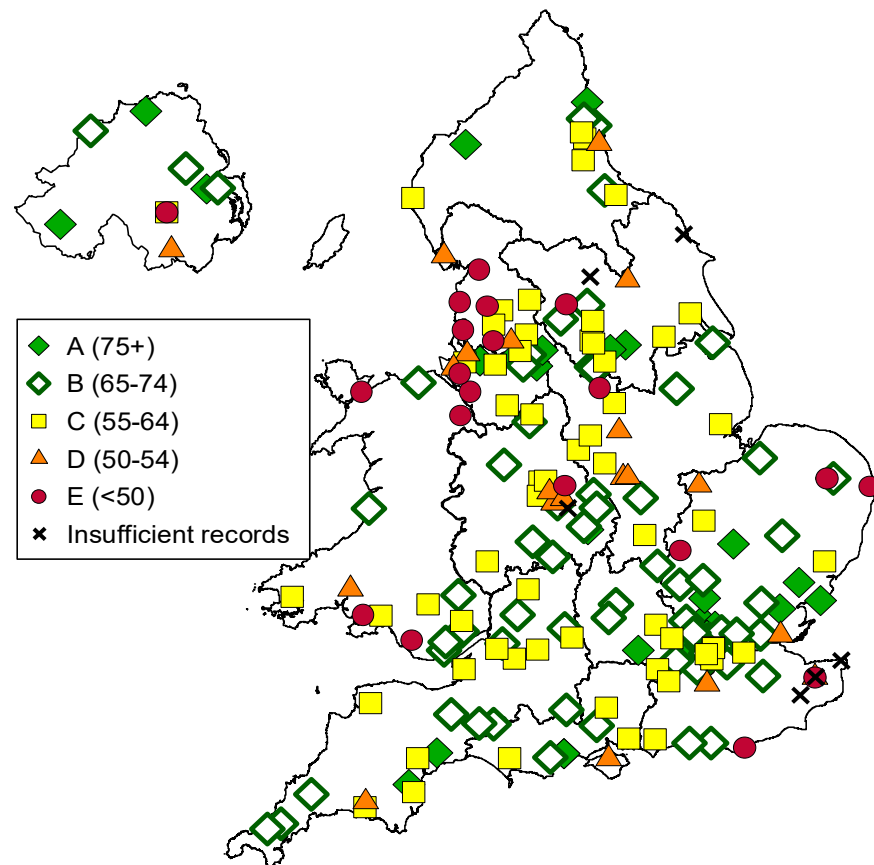 A (75+)
B (65-74)
C (55-64)
D (50-54)
E (<50)
Insufficient records